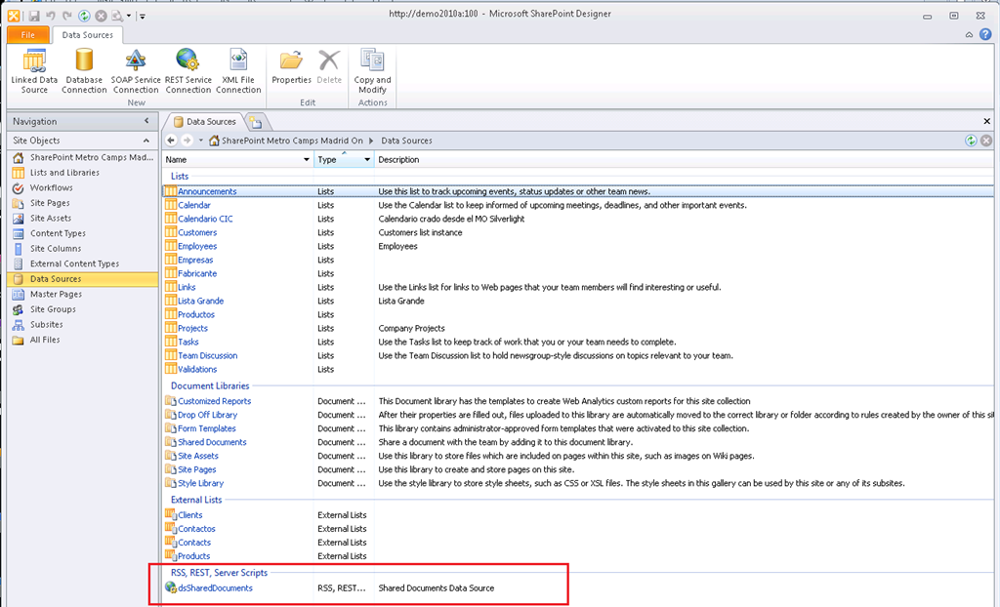 http://demo2010a:100 - Microsoft SharePoint Designer
File Data Sources
Linked Data Source
Database Connection
SOAP Service Connection
REST Service Connection
XML File Connection
Properties
Delete
Copy and Modify
New Edit Actions
Navigation
Site Objects
SharePoint Metro Camps Mad...
Lists and Libraries
Workflows
Site Pages
Site Assets
Content Types
Site Columns
External Content Types
Data Sources
Master Pages
Site Groups
Subsites
All Files
Data Sources
SharePoint Metro Camps Madrid On Data Sources
Name Type Description
Lists
Announcements Lists Use this list to track upcoming events, status updates or other team news.
Calendar Lists Use the Calendar list to keep informed of upcoming meetings, deadlines, and other important events.
Calendario CIC Lists Calendario crado desde el MO Silverlight
Customers Lists Customers list instance
Employees Lists Employees
Empresas Lists
Fabricante Lists
Links Lists Use the Links list for links to Web pages that your team members will find interesting or useful.
Lista Grande Lists Lista Grande
Productos Lists
Projects Lists Company Projects
Tasks Lists Use the Tasks list to keep track of work that you or your team needs to complete.
Team Discussion Lists Use the Team Discussion list to hold newsgroup-style discussions on topics relevant to your team.
Validations Lists
Document Libraries
Customized Reports Document ... This Document library has the templates to create Web Analytics custom reports for this site collection
Drop Off Library Document ... After their properties are filled out, files uploaded to this library are automatically moved to the correct library or folder according to rules created by the owner of this si
Form Templates Document ... This library contains administrator-approved form templates that were activated to this site collection.
Shared Documents Document ... Share a document with the team by adding it to this document library.
Site Assets Document ... Use this library to store files which are included on pages within this site, such as images on Wiki pages.
Site Pages Document ... Use this library to create and store pages on this site.
Style Library Document ... Use the style library to store style sheets, such as CSS or XSL files. The style sheets in this gallery can be used by this site or any of its subsites.
External Lists
Clients External Lists
Contactos External Lists
Contacts External Lists
Products External Lists
RSS, REST, Server Scripts
dsSharedDocuments RSS, REST... Shared Documents Data Source